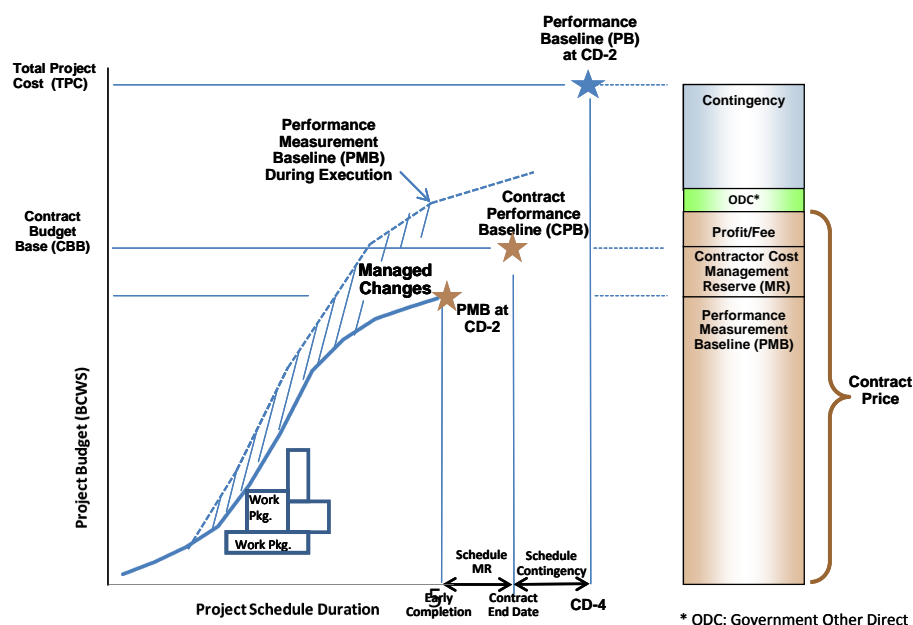 Performance
Baseline (PB)
at CD-2
Total Project
Cost (TPC)
Contingency
Performance
Measurement
Baseline (PMB)
During Execution
ODC*
Contract
Budget
Base (CBB)
Contract
Performance
Baseline (CPB)
Profit/Fee
Managed
Changes
Contractor Cost
Management
Reserve (MR)
PMB at
CD-2
Performance
Measurement
Baseline (PMB)
Contract
Price
Project Budget (BCWS)
Work
Pkg.
Work Pkg.
Schedule
MR
Schedule
Contingency
5
Project Schedule Duration
Early
Completion
Contract
End Date
CD-4
* ODC: Government Other Direct